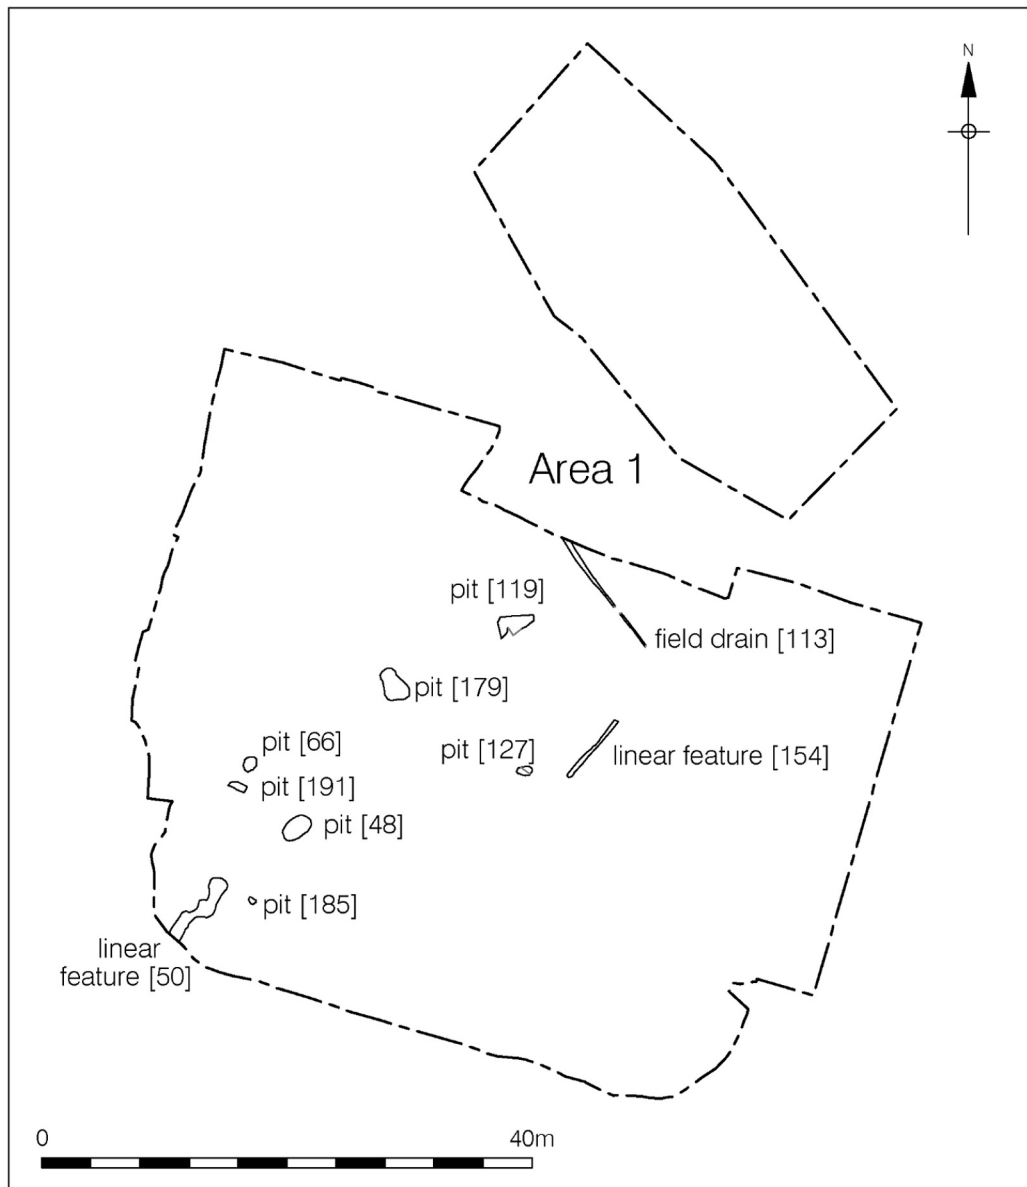 N
Area 1
pit [119]
field drain [113]
pit [179]
pit [66]
pit [127]
linear feature [154]
pit [191]
pit [48]
pit [185]
linear
feature [50]
0 40m